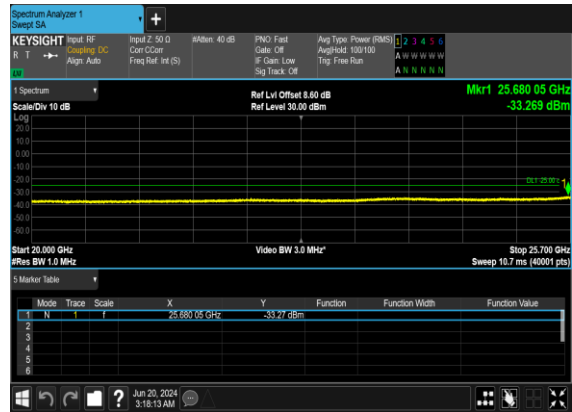 Spectrum Analyzer 1
Swept SA
+
KEYSIGHT Input: RF Input Z: 50 Ω #Atten: 40 dB PNO: Fast Avg Type: Power (RMS) 1 2 3 4 5 6
R T Coupling: DC Corr CCorr Gate: Off Avg|Hold: 100/100 A W W W W W
Align: Auto Freq Ref: Int (S) IF Gain: Low Trig: Free Run
Sig Track: Off A N N N N N
1 Spectrum Ref Lvl Offset 8.60 dB Mkr1 25.680 05 GHz
Scale/Div 10 dB Ref Level 30.00 dBm -33.269 dBm
Log
20.0
10.0
0.00
-10.0
-20.0
DL1 -25.00
1
-30.0
-40.0
-50.0
-60.0
Start 20.000 GHz Video BW 3.0 MHz* Stop 25.700 GHz
#Res BW 1.0 MHz Sweep 10.7 ms (40001 pts)
5 Marker Table
Mode Trace Scale X Y Function Function Width Function Value
1 N 1 f 25.680 05 GHz -33.27 dBm
2
3
4
5
6
? Jun 20, 2024
3:18:13 AM